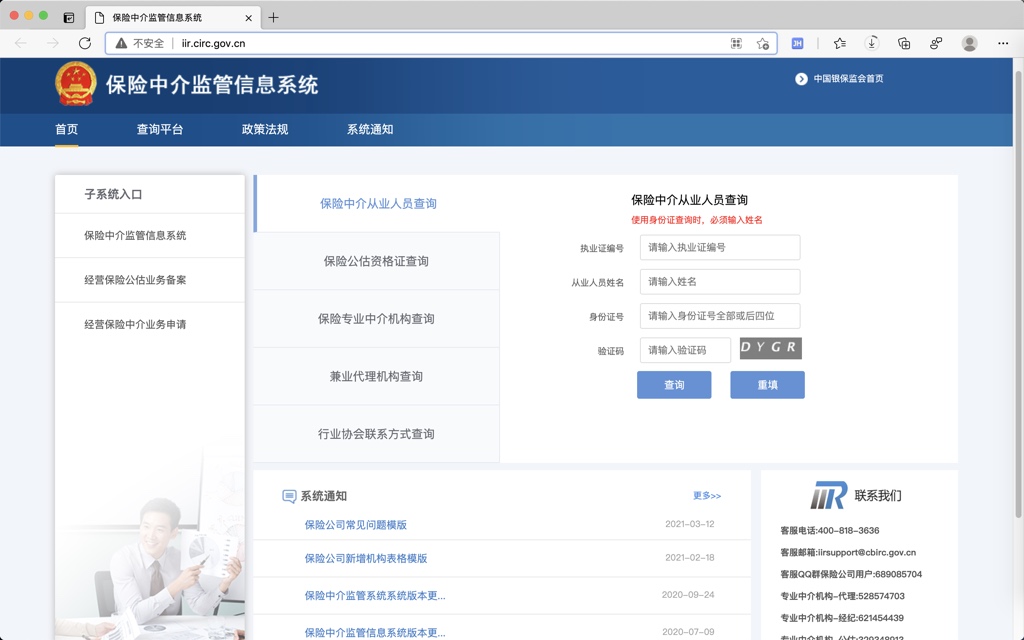 保险中介监管信息系统
不安全
iir.circ.gov.cn
JH
保险中介监管信息系统
中国银保监会首页
首页
查询平台
政策法规
系统通知
子系统入口
保险中介监管信息系统
经营保险公估业务备案
经营保险中介业务申请
保险中介从业人员查询
保险公估资格证查询
保险专业中介机构查询
兼业代理机构查询
行业协会联系方式查询
保险中介从业人员查询
使用身份证查询时，必须输入姓名
执业证编号 请输入执业证编号
从业人员姓名 请输入姓名
身份证号 请输入身份证号全部或后四位
验证码 请输入验证码 DYGR
查询 重填
系统通知 更多>>
保险公司常见问题模版 2021-03-12
保险公司新增机构表格模版 2021-02-18
保险中介监管系统系统版本更... 2020-09-24
保险中介监管信息系统版本更... 2020-07-09
联系我们
客服电话:400-818-3636
客服邮箱:iirsupport@cbirc.gov.cn
客服QQ群保险公司用户:689085704
专业中介机构-代理:528574703
专业中介机构-经纪:621454439
专业中介机构-公估:329348912